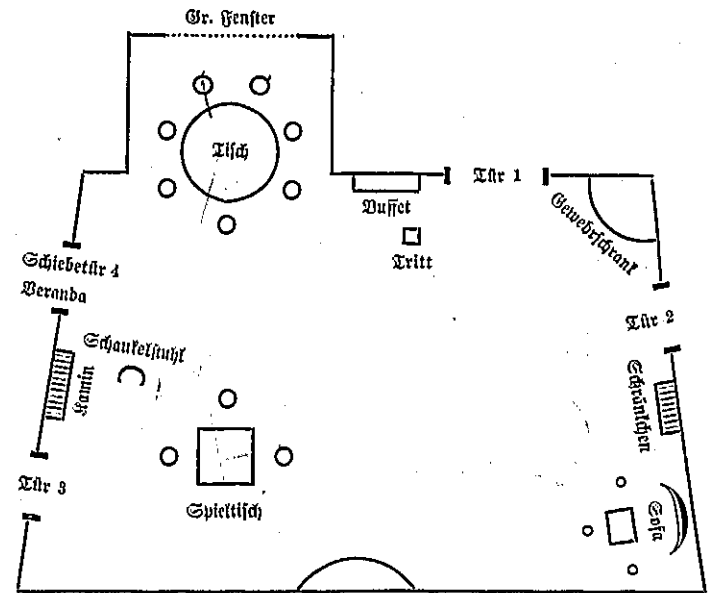 Gr. Fenster
Tisch
Tür 1
Buffet
Gewehrschrank
Tritt
Schiebetür 4
Veranda
Tür 2
Schaukelstuhl
Kamin
Schränkchen
Tür 3
Spieltisch
Sofa